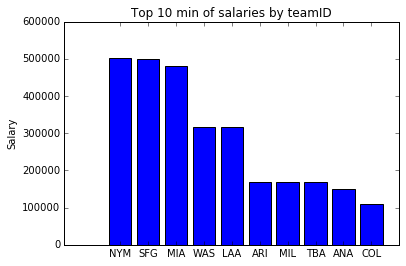 Top 10 min of salaries by teamID
600000
500000
400000
300000
200000
100000
0
Salary
NYM SFG MIA WAS LAA ARI MIL TBA ANA COL